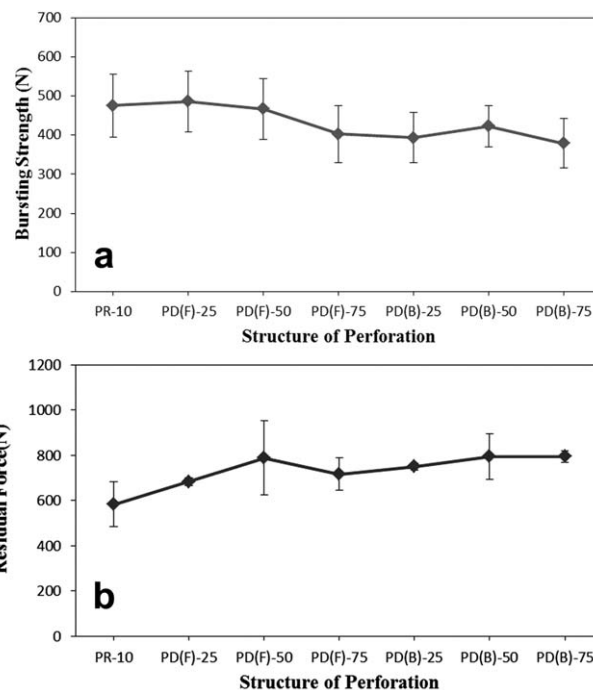 700
600
500
400
300
200
100
0
Bursting Strength (N)
a
PR-10 PD(F)-25 PD(F)-50 PD(F)-75 PD(B)-25 PD(B)-50 PD(B)-75
Structure of Perforation
1200
1000
800
600
400
200
0
Residual Force(N)
b
PR-10 PD(F)-25 PD(F)-50 PD(F)-75 PD(B)-25 PD(B)-50 PD(B)-75
Structure of Perforation